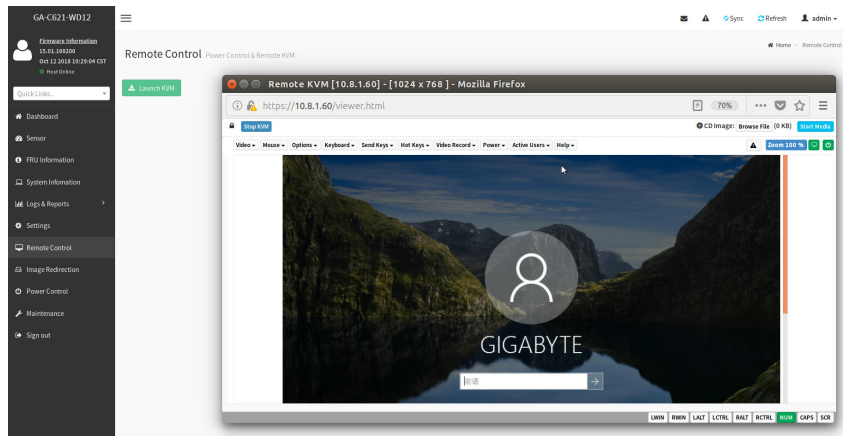 GA-C621-WD12
Firmware Information
15.01.168200
Oct 12 2018 10:29:04 CST
Host Online
Quick Links...
Dashboard
Sensor
FRU Information
System Infomation
Logs & Reports
Settings
Remote Control
Image Redirection
Power Control
Maintenance
Sign out
Sync
Refresh
admin
Remote Control Power Control & Remote KVM
Home
Remote Control
Launch KVM
Remote KVM [10.8.1.60] - [1024 x 768 ] - Mozilla Firefox
https://10.8.1.60/viewer.html
70%
Stop KVM
CD Image: Browse File (0 KB) Start Media
Video Mouse Options Keyboard Send Keys Hot Keys Video Record Power Active Users Help
Zoom 100 %
GIGABYTE
密碼
LWIN RWIN LALT LCTRL RALT RCTRL NUM CAPS SCR